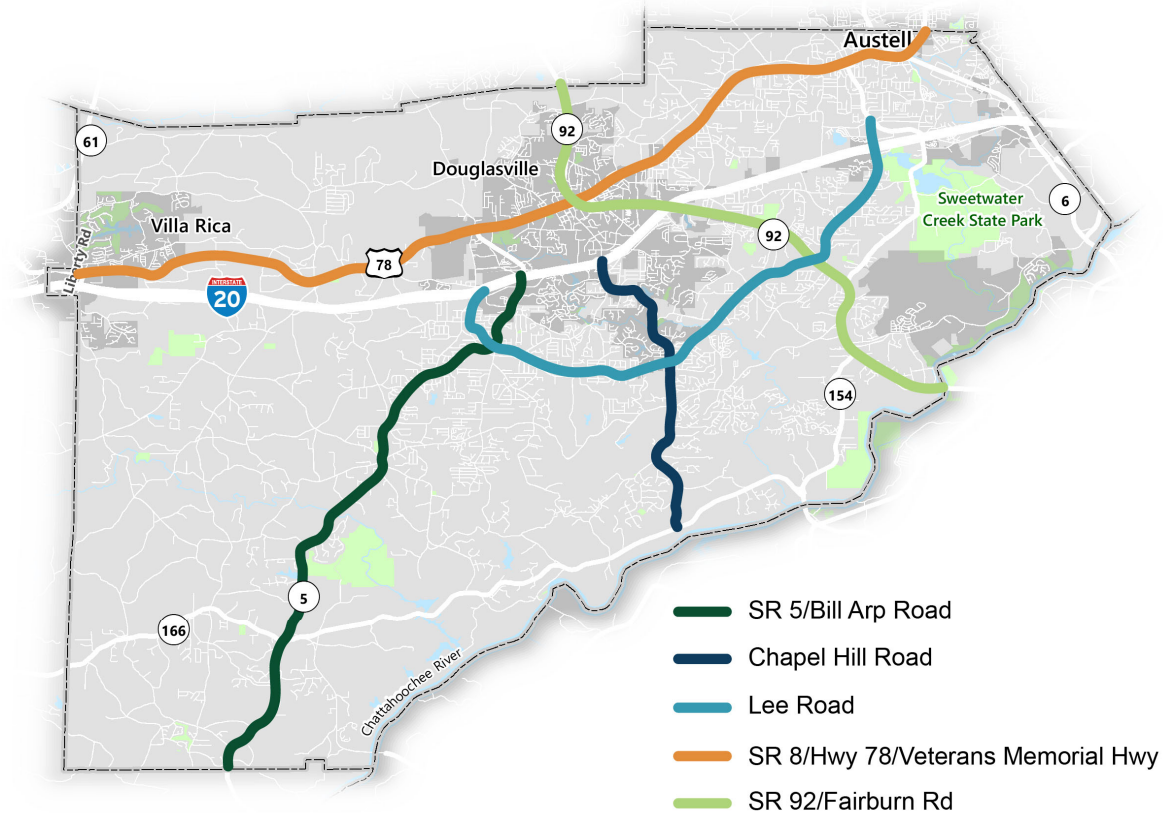 Austell
92
61
Douglasville
Sweetwater
Creek State Park
6
Villa Rica
92
Liberty Rd
78
INTERSTATE
20
154
5
166
Chattahoochee River
SR 5/Bill Arp Road
Chapel Hill Road
Lee Road
SR 8/Hwy 78/Veterans Memorial Hwy
SR 92/Fairburn Rd